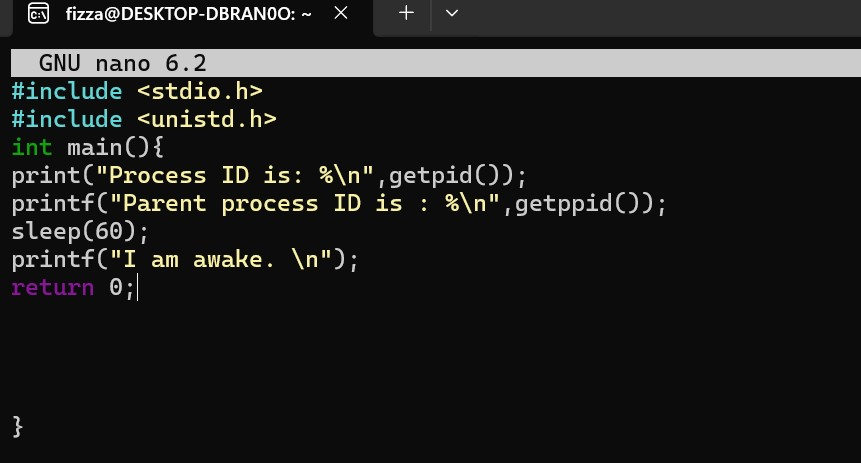 fizza@DESKTOP-DBRAN0O: ~
GNU nano 6.2
#include <stdio.h>
#include <unistd.h>
int main(){
print("Process ID is: %\n",getpid());
printf("Parent process ID is : %\n",getppid());
sleep(60);
printf("I am awake. \n");
return 0;
}